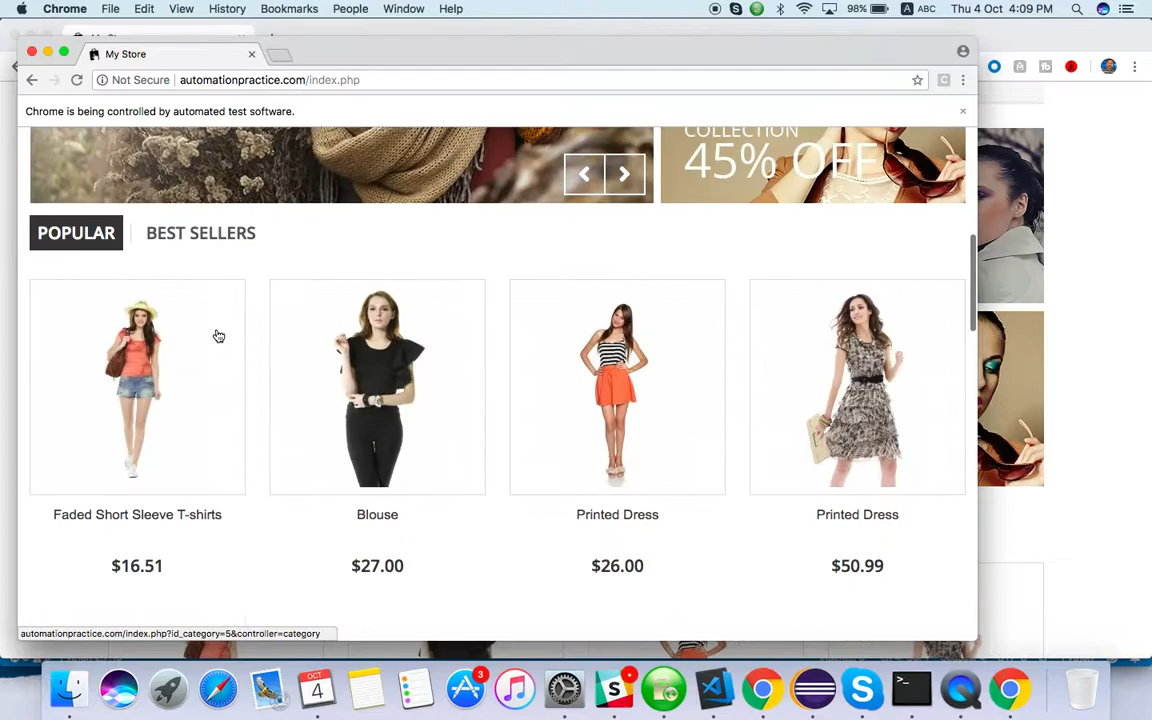 Chrome File Edit View History Bookmarks People Window Help 98% A ABC Thu 4 Oct 4:09 PM
My Store
Not Secure automationpractice.com/index.php
Chrome is being controlled by automated test software.
COLLECTION
45% OFF
POPULAR BEST SELLERS
Faded Short Sleeve T-shirts Blouse Printed Dress Printed Dress
$16.51 $27.00 $26.00 $50.99
automationpractice.com/index.php?id_category=5&controller=category
OCT
4
3